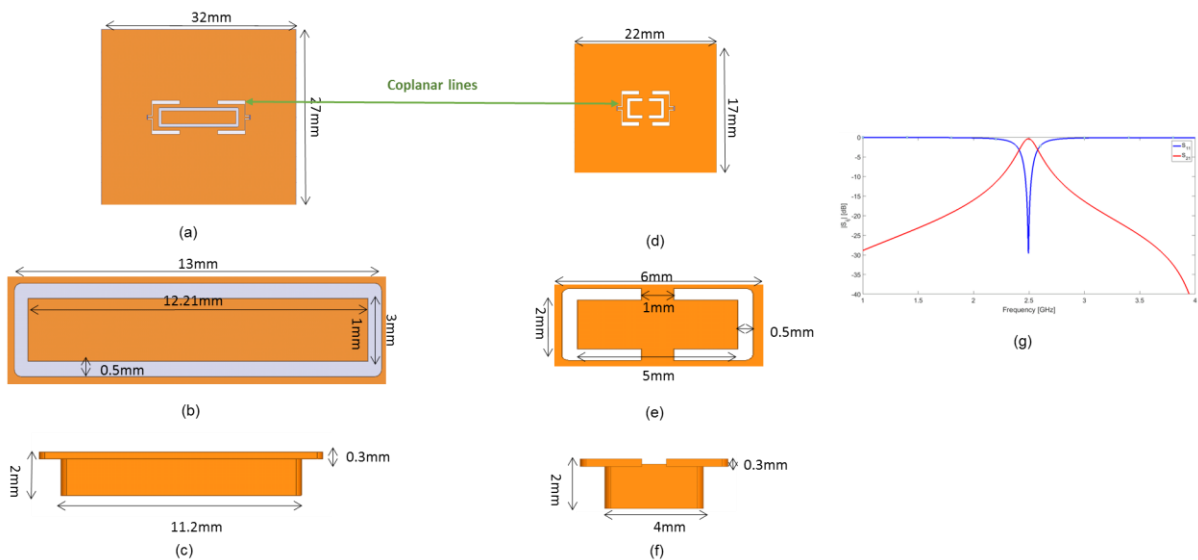 32mm
27mm
(a)
Coplanar lines
22mm
17mm
(d)
13mm
12.21mm
1mm
3mm
0.5mm
(b)
6mm
2mm
1mm
0.5mm
5mm
(e)
2mm
0.3mm
11.2mm
(c)
2mm
0.3mm
4mm
(f)
S11
S21
|Sij| [dB]
0
-5
-10
-15
-20
-25
-30
-35
-40
1
1.5
2
2.5
3
3.5
4
Frequency [GHz]
(g)